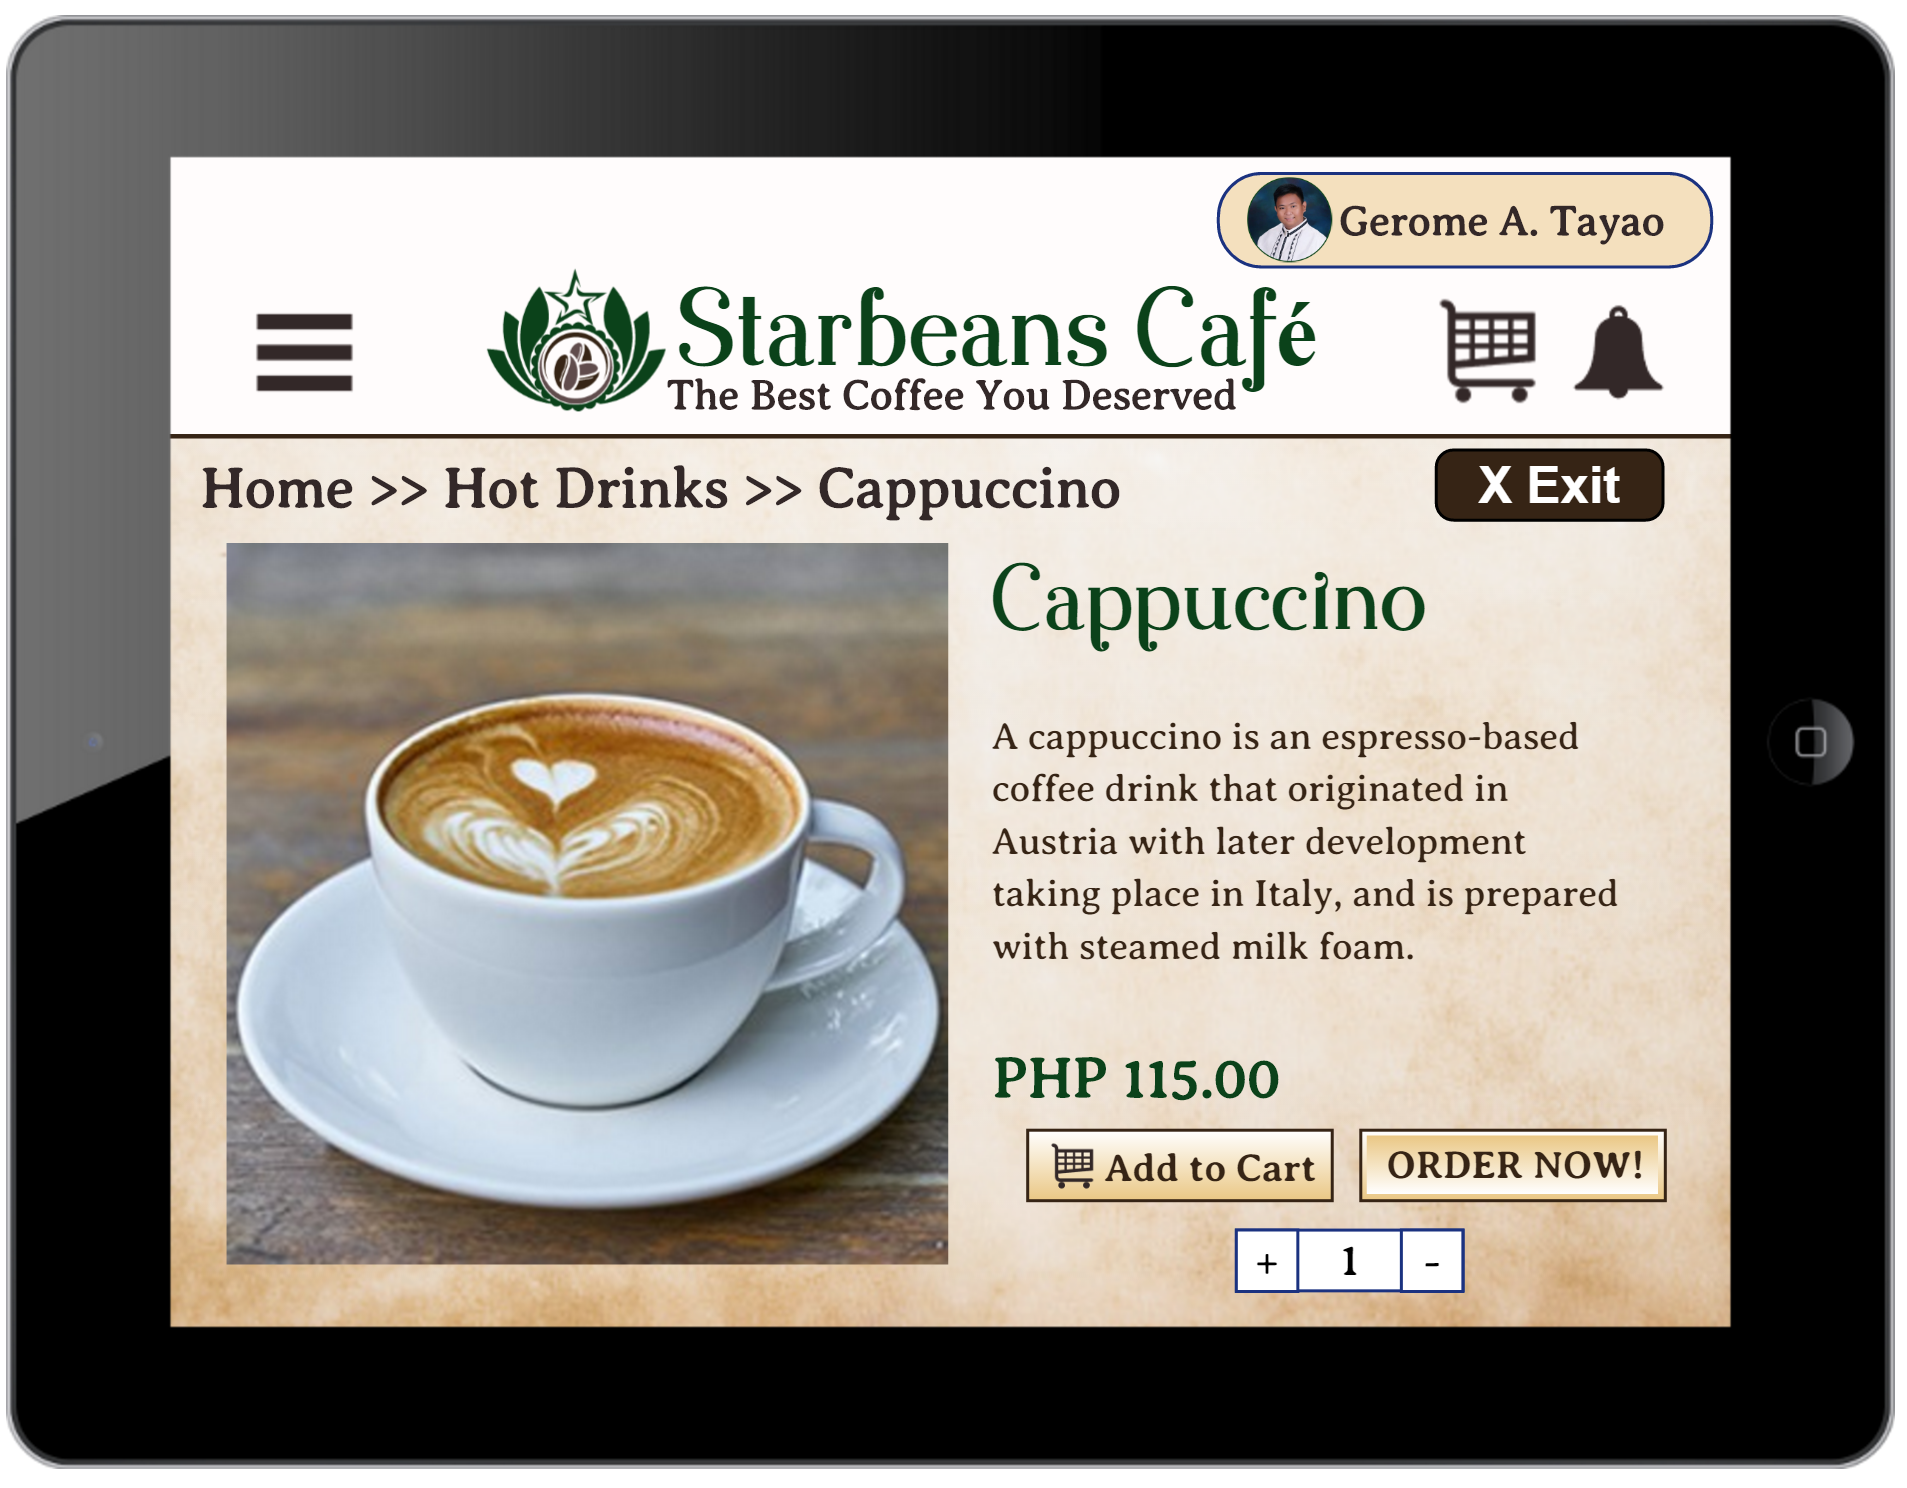 Gerome A. Tayao
Starbeans Café
The Best Coffee You Deserved
Home >> Hot Drinks >> Cappuccino
X Exit
Cappuccino
A cappuccino is an espresso-based
coffee drink that originated in
Austria with later development
taking place in Italy, and is prepared
with steamed milk foam.
PHP 115.00
Add to Cart
ORDER NOW!
+ 1 -